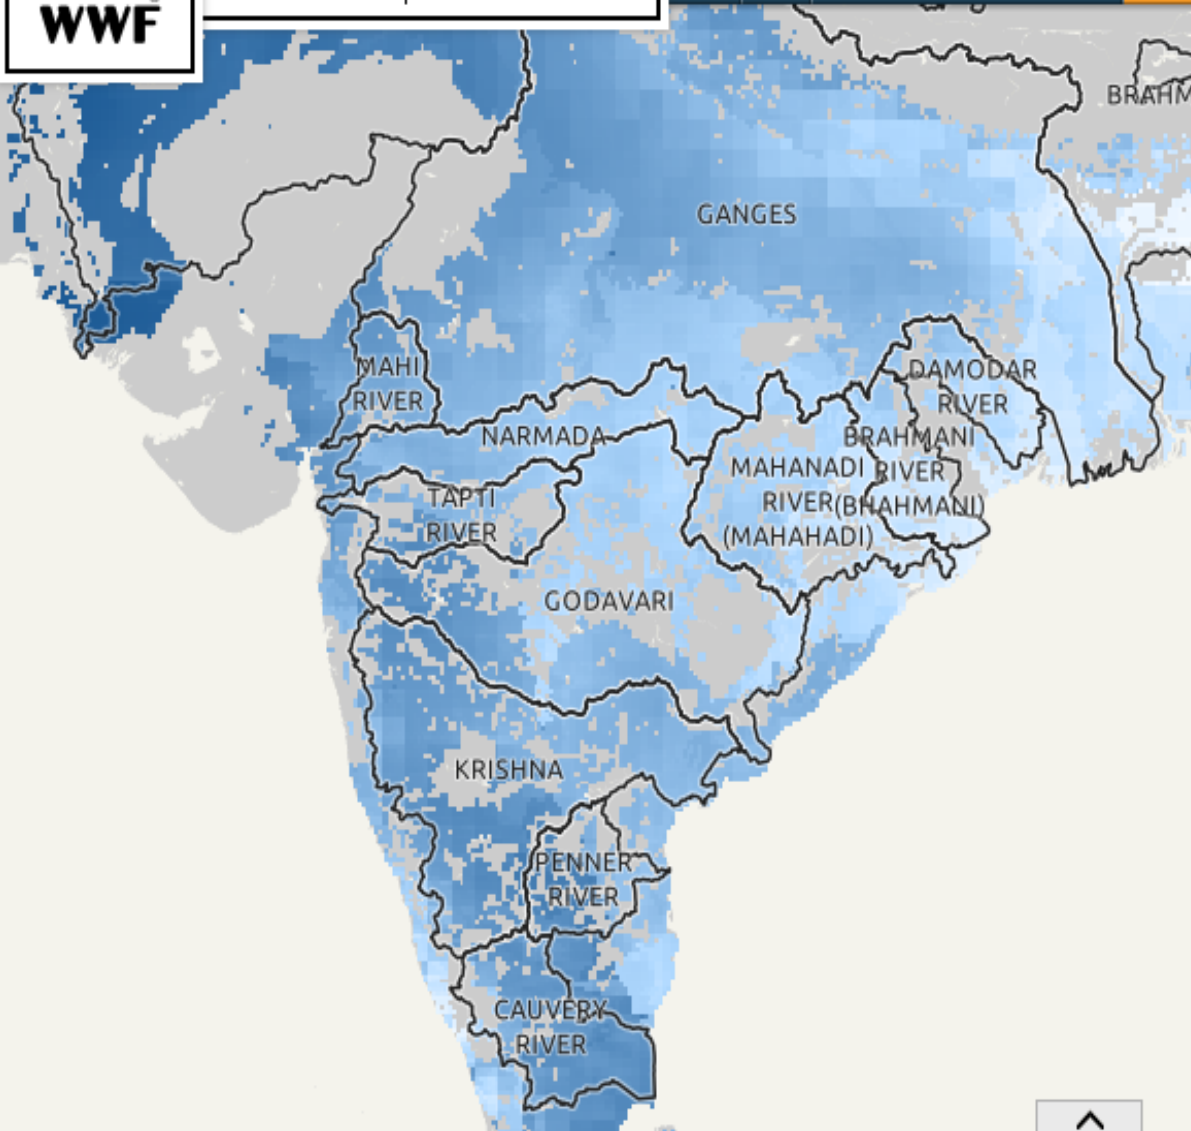 WWF
BRAHM
GANGES
MAHI
RIVER
DAMODAR
RIVER
NARMADA
BRAHMANI
RIVER
(BHAHMANI)
MAHANADI
RIVER
(MAHAHADI)
TAPTI
RIVER
GODAVARI
KRISHNA
PENNER
RIVER
CAUVERY
RIVER